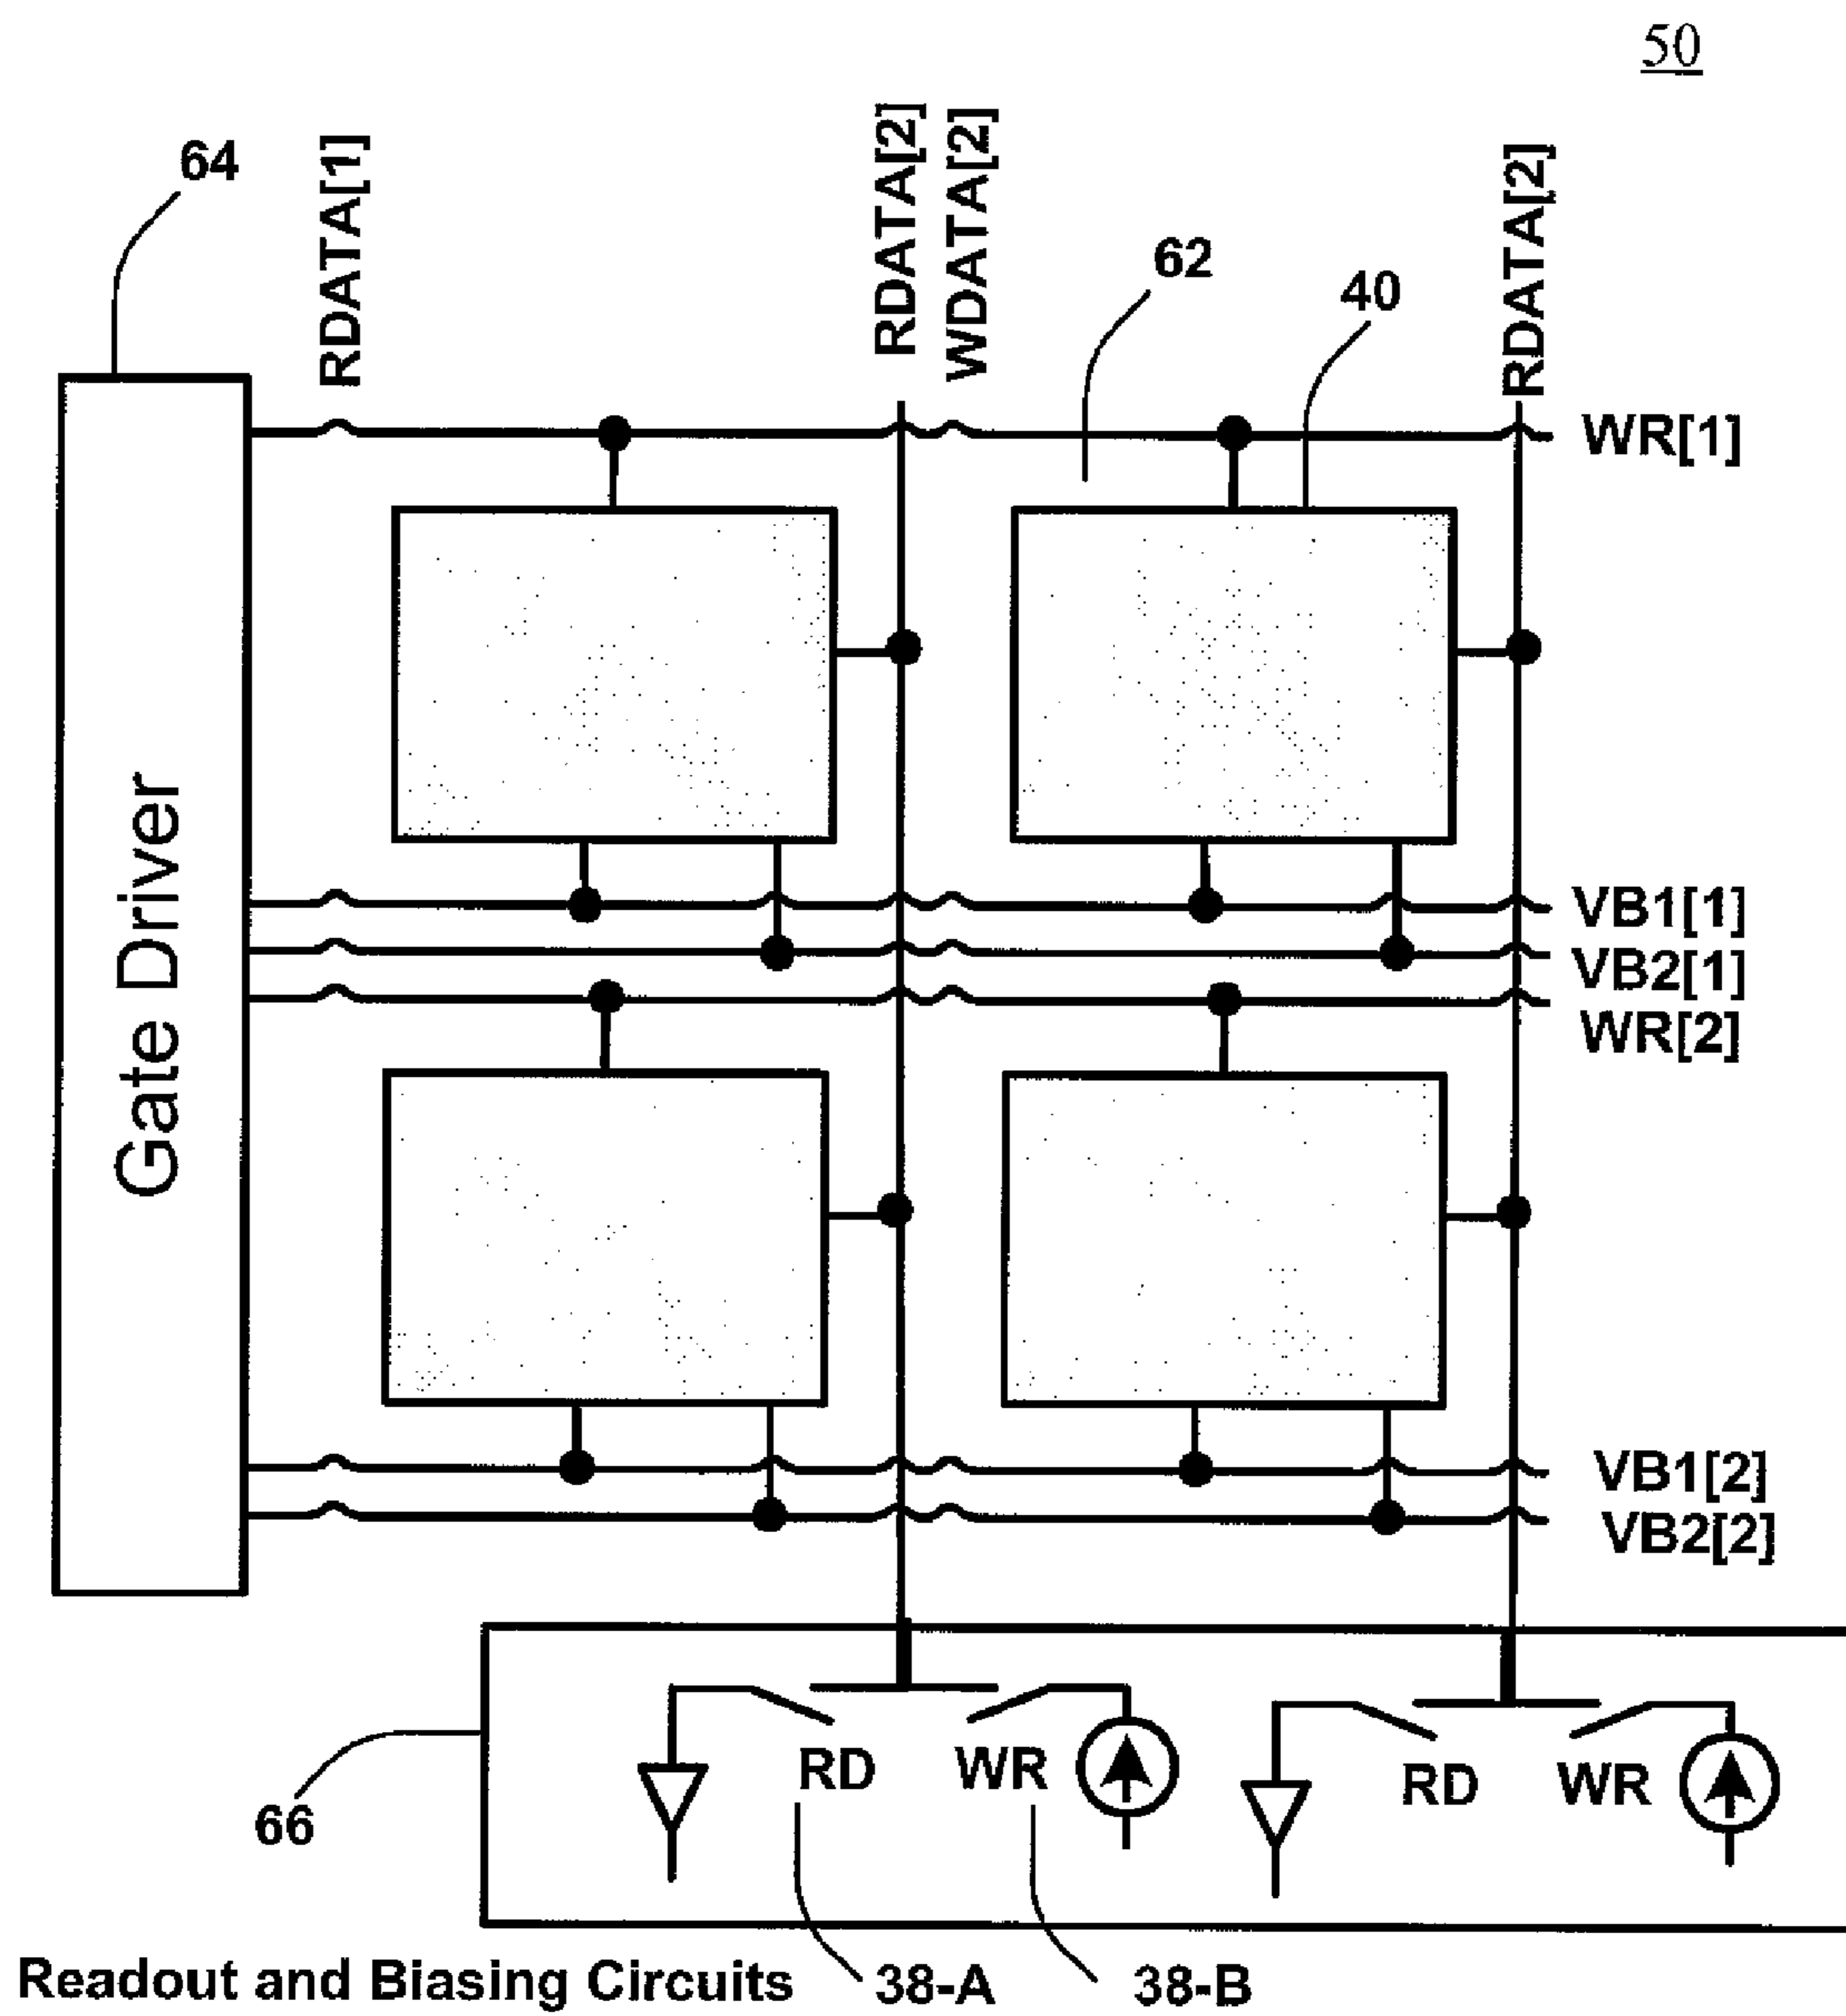 50
64
RDATA[1]
RDATA[2]
WDATA[2]
RDATA[2]
62
40
WR[1]
Gate Driver
VB1[1]
VB2[1]
WR[2]
VB1[2]
VB2[2]
RD
WR
RD
WR
66
Readout and Biasing Circuits
38-A
38-B